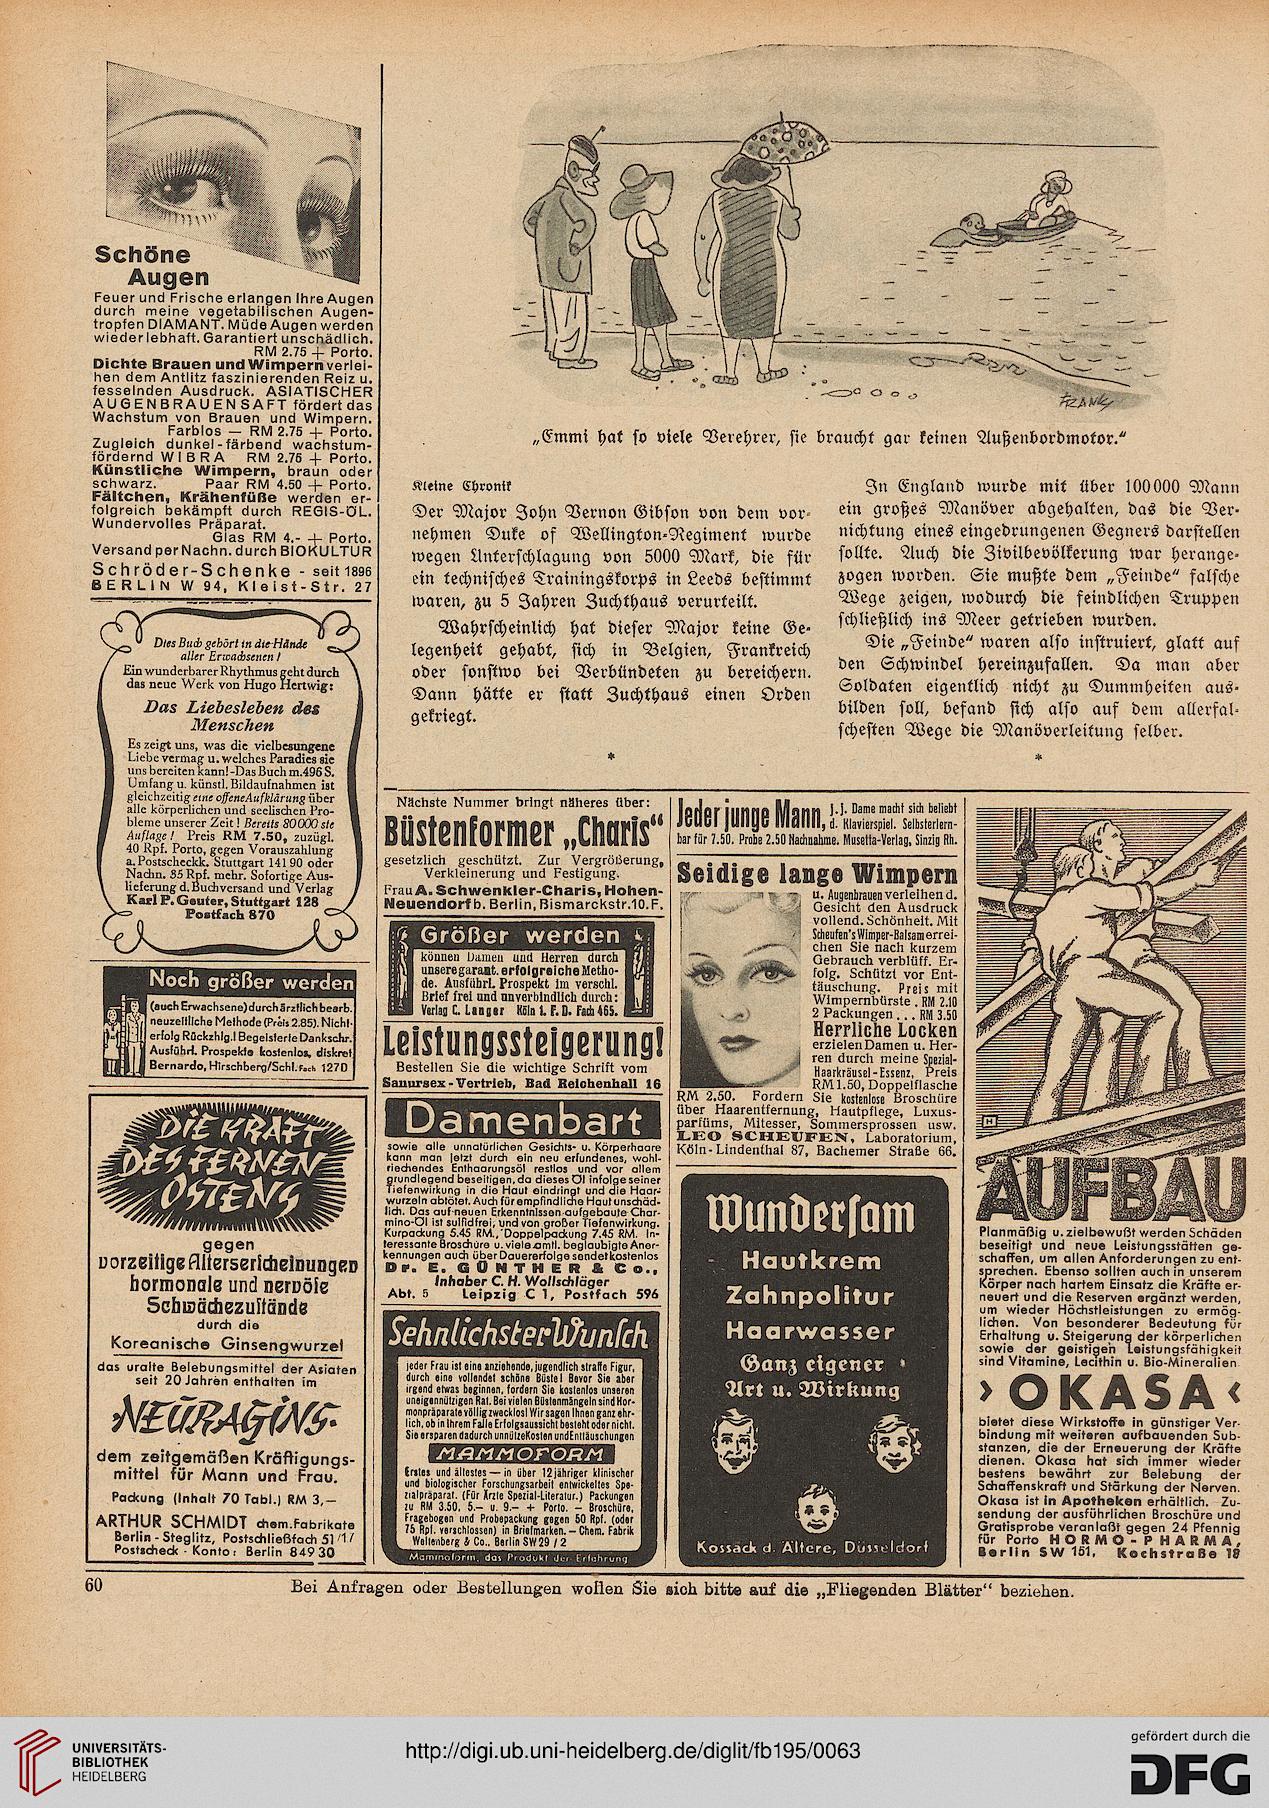 Schöne
Augen
Feuer und Frische erlangen Ihre Augen
durch meine vegetabilischen Augen-
tropfen DIAMANT. Müde Augen werden
wieder lebhaft. Garantiert unschädlich.
RM 2.75 + Porto.
Dichte Brauen und Wimpern verlei-
hen dem Antlitz faszinierenden Reiz u.
fesselnden Ausdruck. ASIATISCHER
AUGENBRAUENSAFT fördert das
Wachstum von Brauen und Wimpern.
Farblos — RM 2.75 + Porto.
Zugleich dunkel-färbend wachstum-
fördernd WIBRA RM 2.75 + Porto.
Künstliche Wimpern, braun oder
schwarz. Paar RM 4.50 + Porto.
Fältchen, Krähenfüße werden er-
folgreich bekämpft durch REGIS-ÖL.
Wundervolles Präparat.
Glas RM 4.- + Porto.
Versand per Nachn. durch BIOKULTUR
Schröder-Schenke - seit 1896
BERLIN W 94, Kleist-Str. 27
Dies Buch gehört in die Hände
aller Erwachsenen!
Ein wunderbarer Rhythmus geht durch
das neue Werk von Hugo Hertwig:
Das Liebesleben des
Menschen
Es zeigt uns, was die vielbesungene
Liebe vermag u. welches Paradies sie
uns bereiten kann!-Das Buch m. 496 S.
Umfang u. künstl. Bildaufnahmen ist
gleichzeitig eine offene Aufklärung über
alle körperlichen und seelischen Pro-
bleme unserer Zeit! Bereits 80000 ste
Auflage! Preis RM 7.50, zuzügl.
40 Rpf. Porto, gegen Vorauszahlung
a. Postscheckk. Stuttgart 141 90 oder
Nachn. 85 Rpf. mehr. Sofortige Aus-
lieferung d. Buchversand und Verlag
Karl P. Geuter, Stuttgart 128
Postfach 870
Noch größer werden
(auch Erwachsene) durch ärztlich bearb.
neuzeitliche Methode (Preis 2.85). Nicht-
erfolg Rückzhlg.! Begeisterte Dankschr.
Ausführl. Prospekte kostenlos, diskret
Bernardo, Hirschberg/Schl. Fach 127D
DIE KRAFT
DES FERNEN
OSTENS
gegen
vorzeitige Alterserscheinungen
hormonale und nervöse
Schwächezustände
durch die
Koreanische Ginsengwurzel
das uralte Belebungsmittel der Asiaten
seit 20 Jahren enthalten im
·NEURAGINS·
dem zeitgemäßen Kräftigungs-
mittel für Mann und Frau.
Packung (Inhalt 70 Tabl.) RM 3,—
ARTHUR SCHMIDT chem. Fabrikate
Berlin - Steglitz, Postschließfach 51/17
Postscheck - Konto: Berlin 849 30
FRANK
„Emmi hat so viele Verehrer, sie braucht gar keinen Außenbordmotor."
Kleine Chronik
Der Major John Vernon Gibson von dem vor-
nehmen Duke of Wellington-Regiment wurde
wegen Unterschlagung von 5000 Mark, die für
ein technisches Trainingskorps in Leeds bestimmt
waren, zu 5 Jahren Zuchthaus verurteilt.
Wahrscheinlich hat dieser Major keine Ge-
legenheit gehabt, sich in Belgien, Frankreich
oder sonstwo bei Verbündeten zu bereichern.
Dann hätte er statt Zuchthaus einen Orden
gekriegt.
*
In England wurde mit über 100000 Mann
ein großes Manöver abgehalten, das die Ver-
nichtung eines eingedrungenen Gegners darstellen
sollte. Auch die Zivilbevölkerung war herange-
zogen worden. Sie mußte dem „Feinde" falsche
Wege zeigen, wodurch die feindlichen Truppen
schließlich ins Meer getrieben wurden.
Die „Feinde" waren also instruiert, glatt auf
den Schwindel hereinzufallen. Da man aber
Soldaten eigentlich nicht zu Dummheiten aus-
bilden soll, befand sich also auf dem allerfal-
schesten Wege die Manöverleitung selber.
*
Nächste Nummer bringt näheres über:
Büstenformer „Charis"
gesetzlich geschützt. Zur Vergrößerung,
Verkleinerung und Festigung.
Frau A. Schwenkler-Charis, Hohen-
Neuendorf b. Berlin, Bismarckstr. 10. F.
Größer werden
können Damen und Herren durch
unsere garant. erfolgreiche Metho-
de. Ausführl. Prospekt im verschl.
Brief frei und unverbindlich durch:
Verlag C. Langer Köln 1. F. D. Fach 465.
Leistungssteigerung!
Bestellen Sie die wichtige Schrift vom
Sanursex-Vertrieb, Bad Reichenhall 16
Damenbart
sowie alle unnatürlichen Gesichts- u. Körperhaare
kann man jetzt durch ein neu erfundenes, wohl-
riechendes Enthaarungsöl restlos und vor allem
grundlegend beseitigen, da dieses Öl infolge seiner
Tiefenwirkung in die Haut eindringt und die Haar-
wurzeln abtötet. Auch für empfindliche Haut unschäd-
lich. Das auf neuen Erkenntnissen aufgebaute Char-
mino-Öl ist sulfidfrei, und von großer Tiefenwirkung.
Kurpackung 5.45 RM., Doppelpackung 7.45 RM. In-
teressante Broschüre u. viele amtl. beglaubigte Aner-
kennungen auch über Dauererfolge sendet kostenlos
Dr. E. GÜNTHER & Co.,
Inhaber C. H. Wollschläger
Abt. 5 Leipzig C 1, Postfach 596
Sehnlichster Wunsch
jeder Frau ist eine anziehende, jugendlich straffe Figur,
durch eine vollendet schöne Büste! Bevor Sie aber
irgend etwas beginnen, fordern Sie kostenlos unseren
uneigennützigen Rat. Bei vielen Büstenmängeln sind Hor-
monpräparate völlig zwecklos! Wir sagen Ihnen ganz ehr-
lich, ob in Ihrem Falle Erfolgsaussicht besteht oder nicht.
Sie ersparen dadurch unnütze Kosten und Enttäuschungen
MAMMOFORM
Erstes und ältestes — in über 12jähriger klinischer
und biologischer Forschungsarbeit entwickeltes Spe-
zialpräparat. (Für Ärzte Spezial-Literatur.) Packungen
zu RM 3.50, 5.— u. 9.— + Porto. — Broschüre,
Fragebogen und Probepackung gegen 50 Rpf. (oder
75 Rpf. verschlossen) in Briefmarken. — Chem. Fabrik
Weltenberg & Co., Berlin SW 29 / 2
Mammoform, das Produkt der Erfahrung
Jeder junge Mann, j. j. Dame macht sich beliebt
d. Klavierspiel. Selbsterlern-
bar für 7.50. Probe 2.50 Nachnahme. Musetta-Verlag, Sinzig Rh.
Seidige lange Wimpern
u. Augenbrauen verleihen d.
Gesicht den Ausdruck
vollend. Schönheit. Mit
Scheufen's Wimper-Balsam errei-
chen Sie nach kurzem
Gebrauch verblüff. Er-
folg. Schützt vor Ent-
täuschung. Preis mit
Wimpernbürste . RM 2.10
2 Packungen . . . RM 3.50
Herrliche Locken
erzielen Damen u. Her-
ren durch meine Spezial-
Haarkräusel-Essenz, Preis
RM 1.50, Doppelflasche
RM 2.50. Fordern Sie kostenlose Broschüre
über Haarentfernung, Hautpflege, Luxus-
parfüms, Mitesser, Sommersprossen usw.
LEO SCHEUFEN, Laboratorium,
Köln-Lindenthal 87, Bachemer Straße 66.
Wundersam
Hautkrem
Zahnpolitur
Haarwasser
Ganz eigener
Art u. Wirkung
Kossack d. Ältere, Düsseldorf
H
AUFBAU
Planmäßig u. zielbewußt werden Schäden
beseitigt und neue Leistungsstätten ge-
schaffen, um allen Anforderungen zu ent-
sprechen. Ebenso sollten auch in unserem
Körper nach hartem Einsatz die Kräfte er-
neuert und die Reserven ergänzt werden,
um wieder Höchstleistungen zu ermög-
lichen. Von besonderer Bedeutung für
Erhaltung u. Steigerung der körperlichen
sowie der geistigen Leistungsfähigkeit
sind Vitamine, Lecithin u. Bio-Mineralien
› OKASA ‹
bietet diese Wirkstoffe in günstiger Ver-
bindung mit weiteren aufbauenden Sub-
stanzen, die der Erneuerung der Kräfte
dienen. Okasa hat sich immer wieder
bestens bewährt zur Belebung der
Schaffenskraft und Stärkung der Nerven.
Okasa ist in Apotheken erhältlich. Zu-
sendung der ausführlichen Broschüre und
Gratisprobe veranlaßt gegen 24 Pfennig
für Porto HORMO-PHARMA,
Berlin SW 151, Kochstraße 18
60
Bei Anfragen oder Bestellungen wollen Sie sich bitte auf die „Fliegenden Blätter" beziehen.
UNIVERSITÄTS-
BIBLIOTHEK
HEIDELBERG
http://digi.ub.uni-heidelberg.de/diglit/fb195/0063
gefördert durch die
DFG